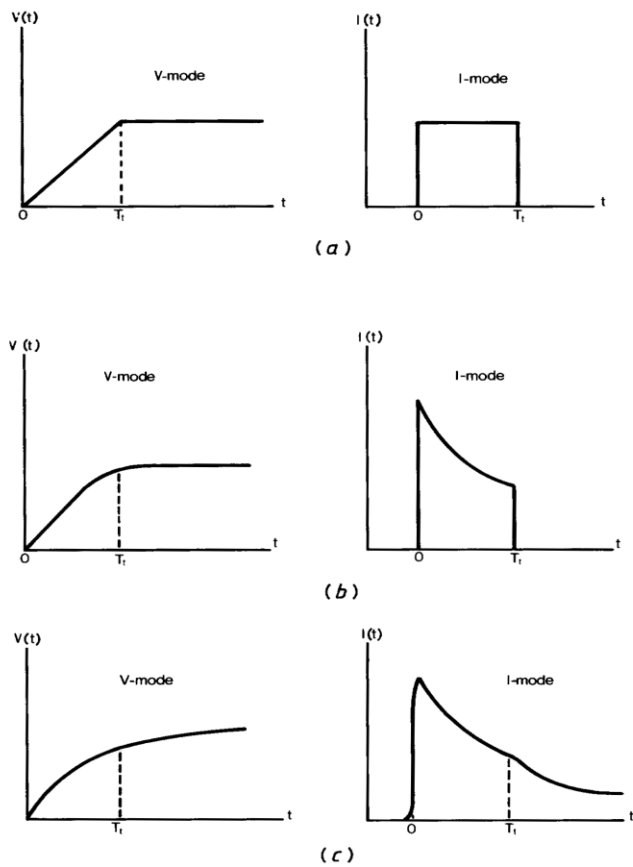 V(t)
V-mode
O
Tt
t
I(t)
I-mode
O
Tt
t
(a)
V (t)
V-mode
O
Tt
t
I(t)
I-mode
O
Tt
t
(b)
V(t)
V-mode
Tt
t
I(t)
I-mode
O
Tt
t
(c)